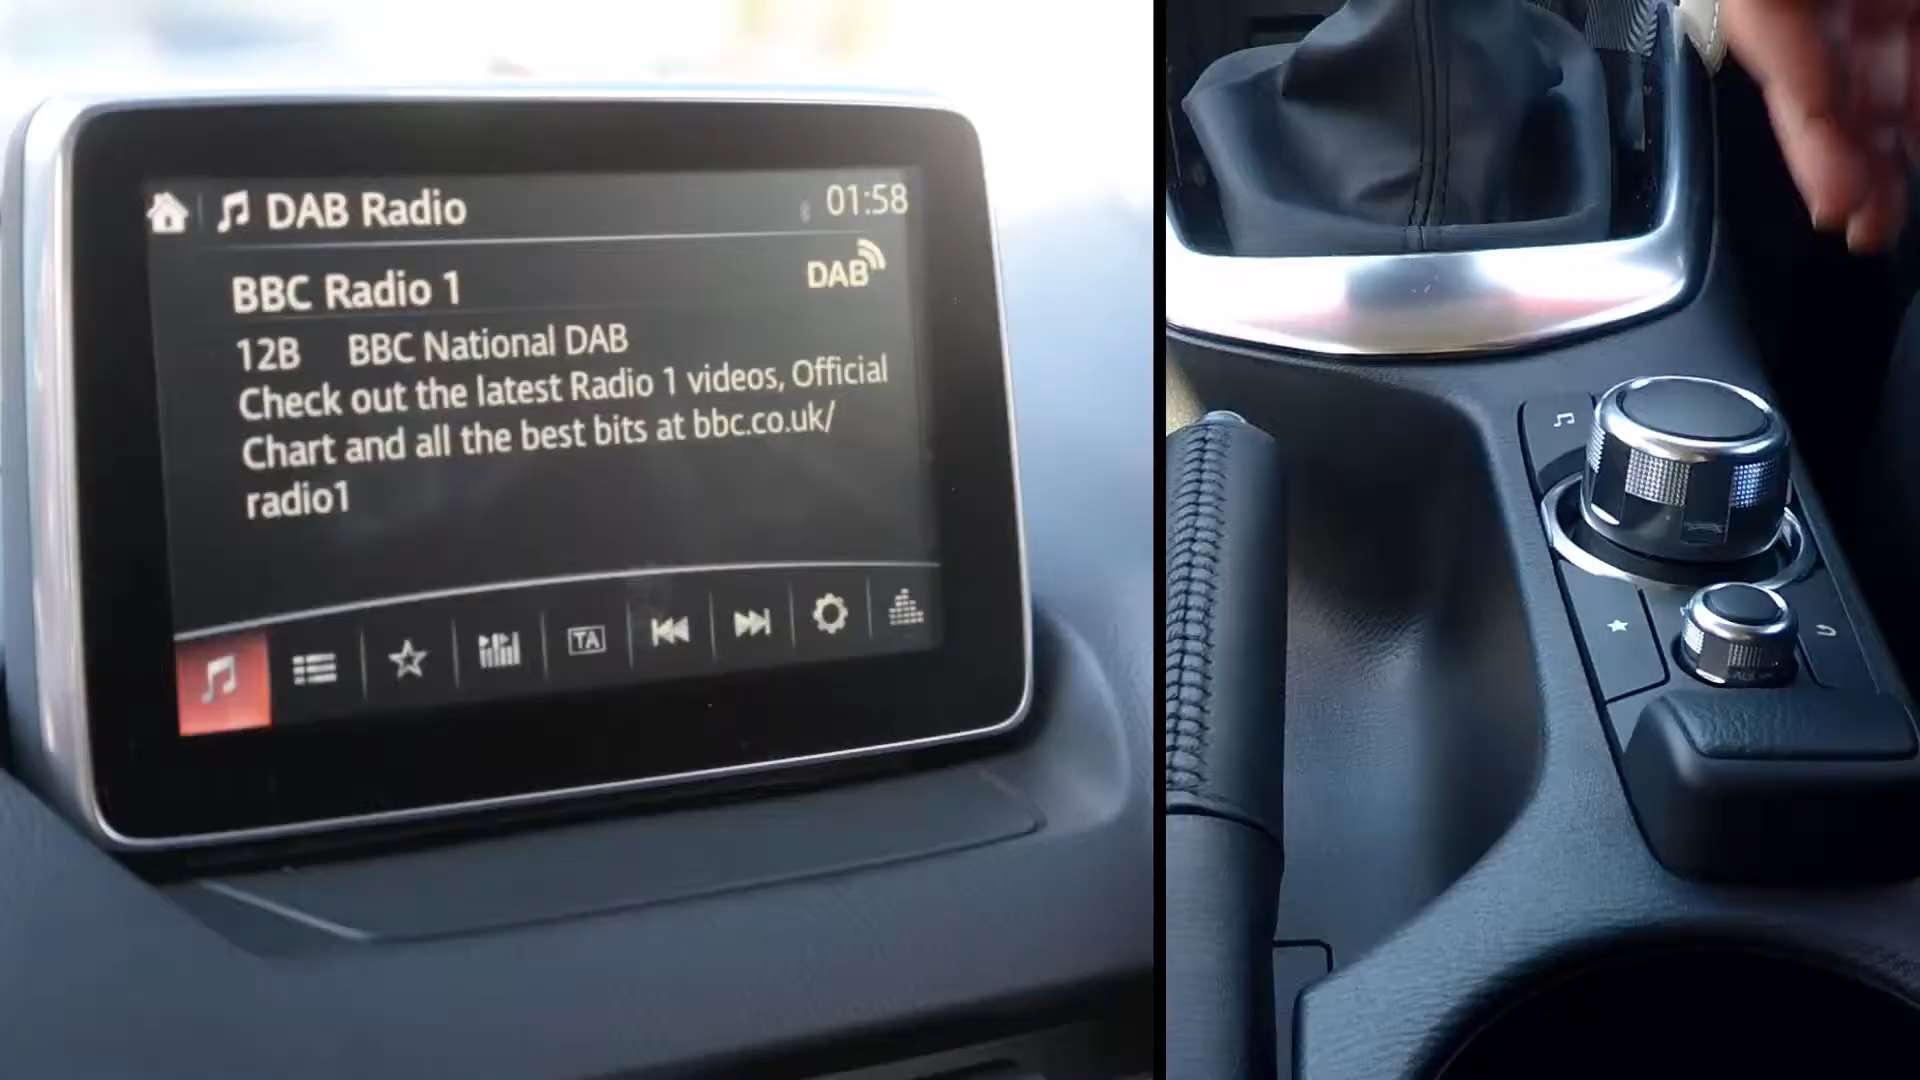 DAB Radio 01:58
BBC Radio 1 DAB
12B BBC National DAB
Check out the latest Radio 1 videos, Official
Chart and all the best bits at bbc.co.uk/
radio1
TA